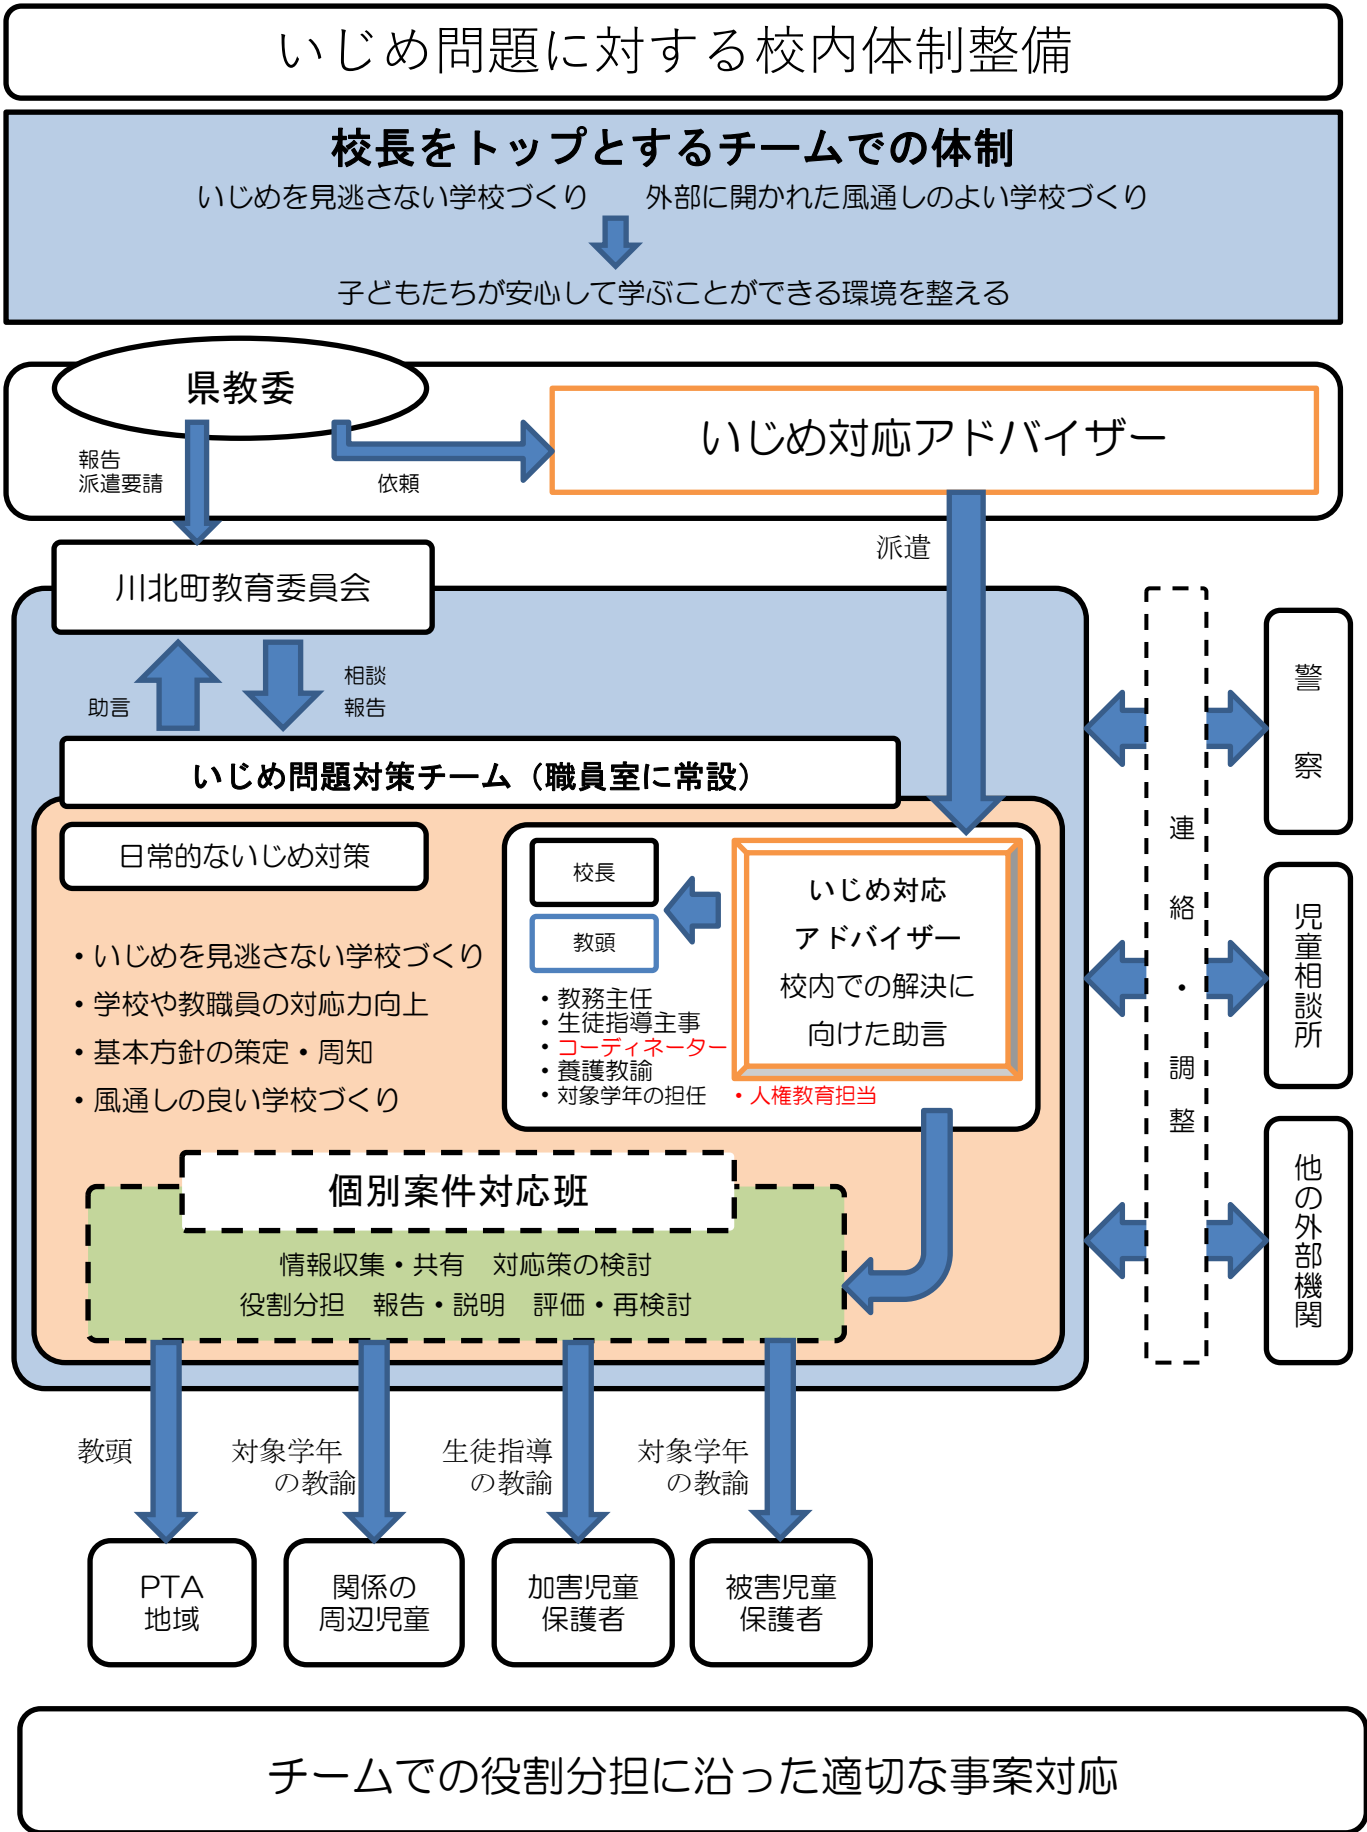 いじめ問題に対する校内体制整備
校長をトップとするチームでの体制
いじめを見逃さない学校づくり　外部に開かれた風通しのよい学校づくり
子どもたちが安心して学ぶことができる環境を整える
県教委
いじめ対応アドバイザー
報告
派遣要請
依頼
派遣
川北町教育委員会
助言
相談
報告
いじめ問題対策チーム（職員室に常設）
日常的ないじめ対策
・いじめを見逃さない学校づくり
・学校や教職員の対応力向上
・基本方針の策定・周知
・風通しの良い学校づくり
校長
教頭
・教務主任
・生徒指導主事
・コーディネーター
・養護教諭
・対象学年の担任　・人権教育担当
いじめ対応
アドバイザー
校内での解決に
向けた助言
個別案件対応班
情報収集・共有　対応策の検討
役割分担　報告・説明　評価・再検討
連絡・調整
警察
児童相談所
他の外部機関
教頭
対象学年
の教諭
生徒指導
の教諭
対象学年
の教諭
PTA
地域
関係の
周辺児童
加害児童
保護者
被害児童
保護者
チームでの役割分担に沿った適切な事案対応